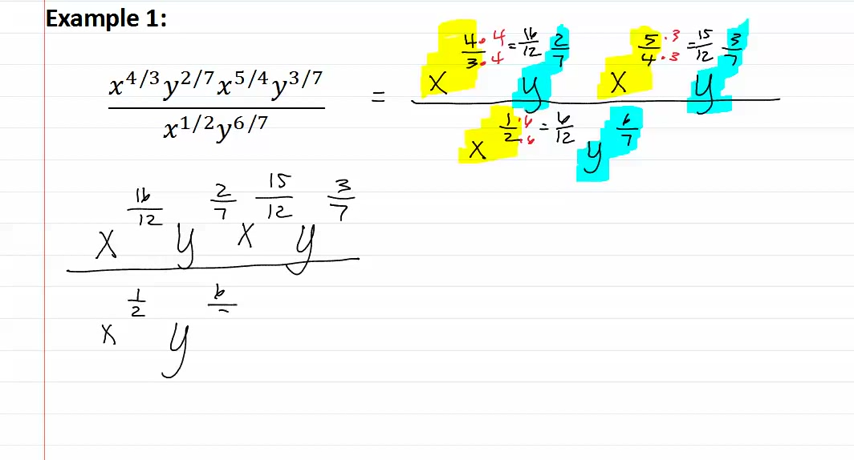 Example 1:
x^{4/3}y^{2/7}x^{5/4}y^{3/7} / x^{1/2}y^{6/7} = x^{4/3 • 4/4 = 16/12} y^{2/7} x^{5/4 • 3/3 = 15/12} y^{3/7} / x^{1/2 • 6/6 = 6/12} y^{6/7}
x^{16/12} y^{2/7} x^{15/12} y^{3/7}
x^{1/2} y^{6/}